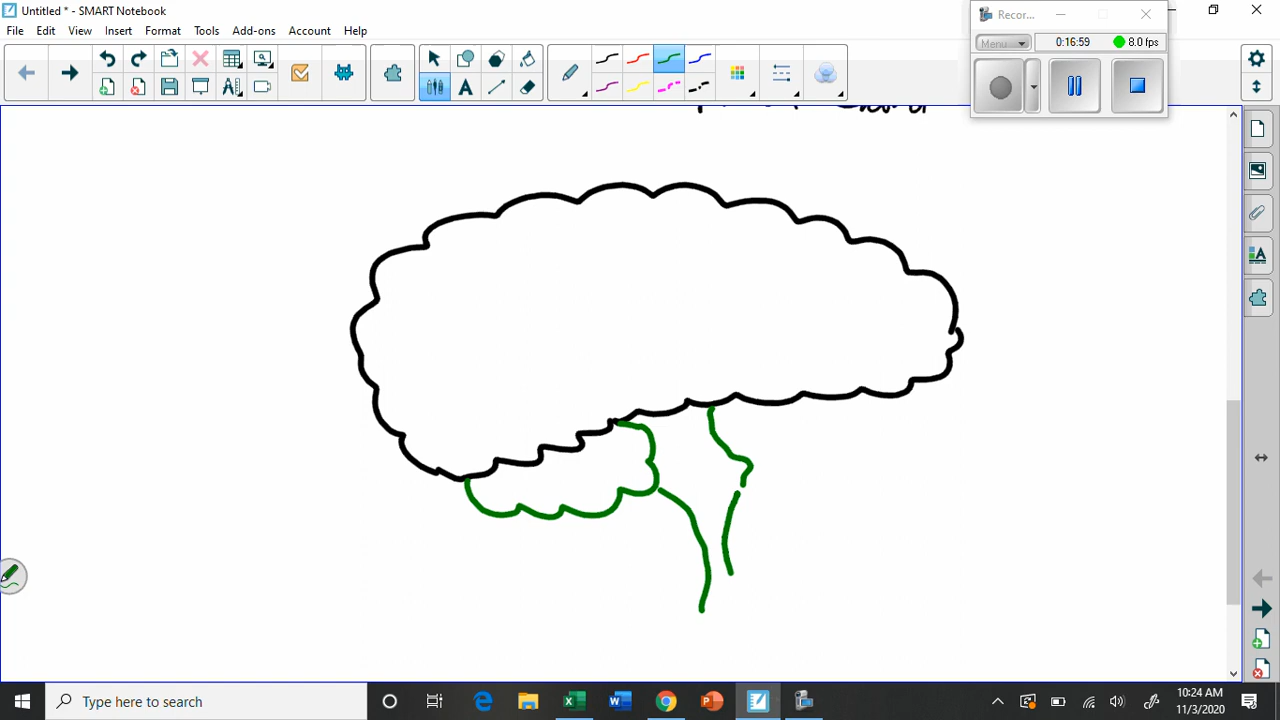 Untitled * - SMART Notebook
Recor...
File Edit View Insert Format Tools Add-ons Account Help
Menu 0:16:59 8.0 fps
Type here to search
10:24 AM
11/3/2020